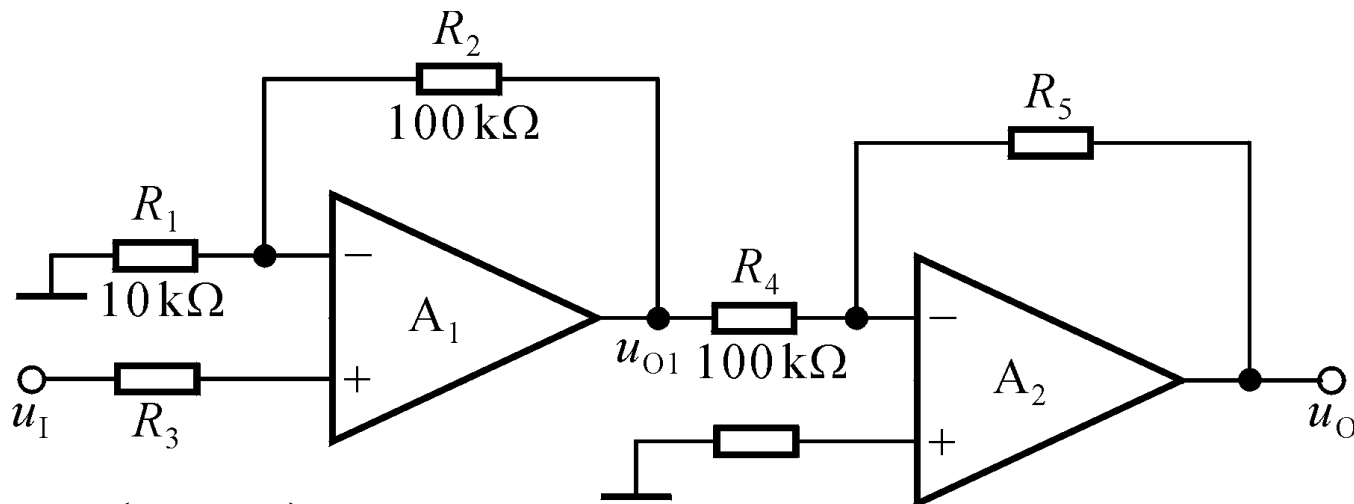 R₂
100 kΩ
R₅
R₁
−
10 kΩ
A₁
R₄
−
u_O1
100 kΩ
+
A₂
u_I
R₃
u_O
+